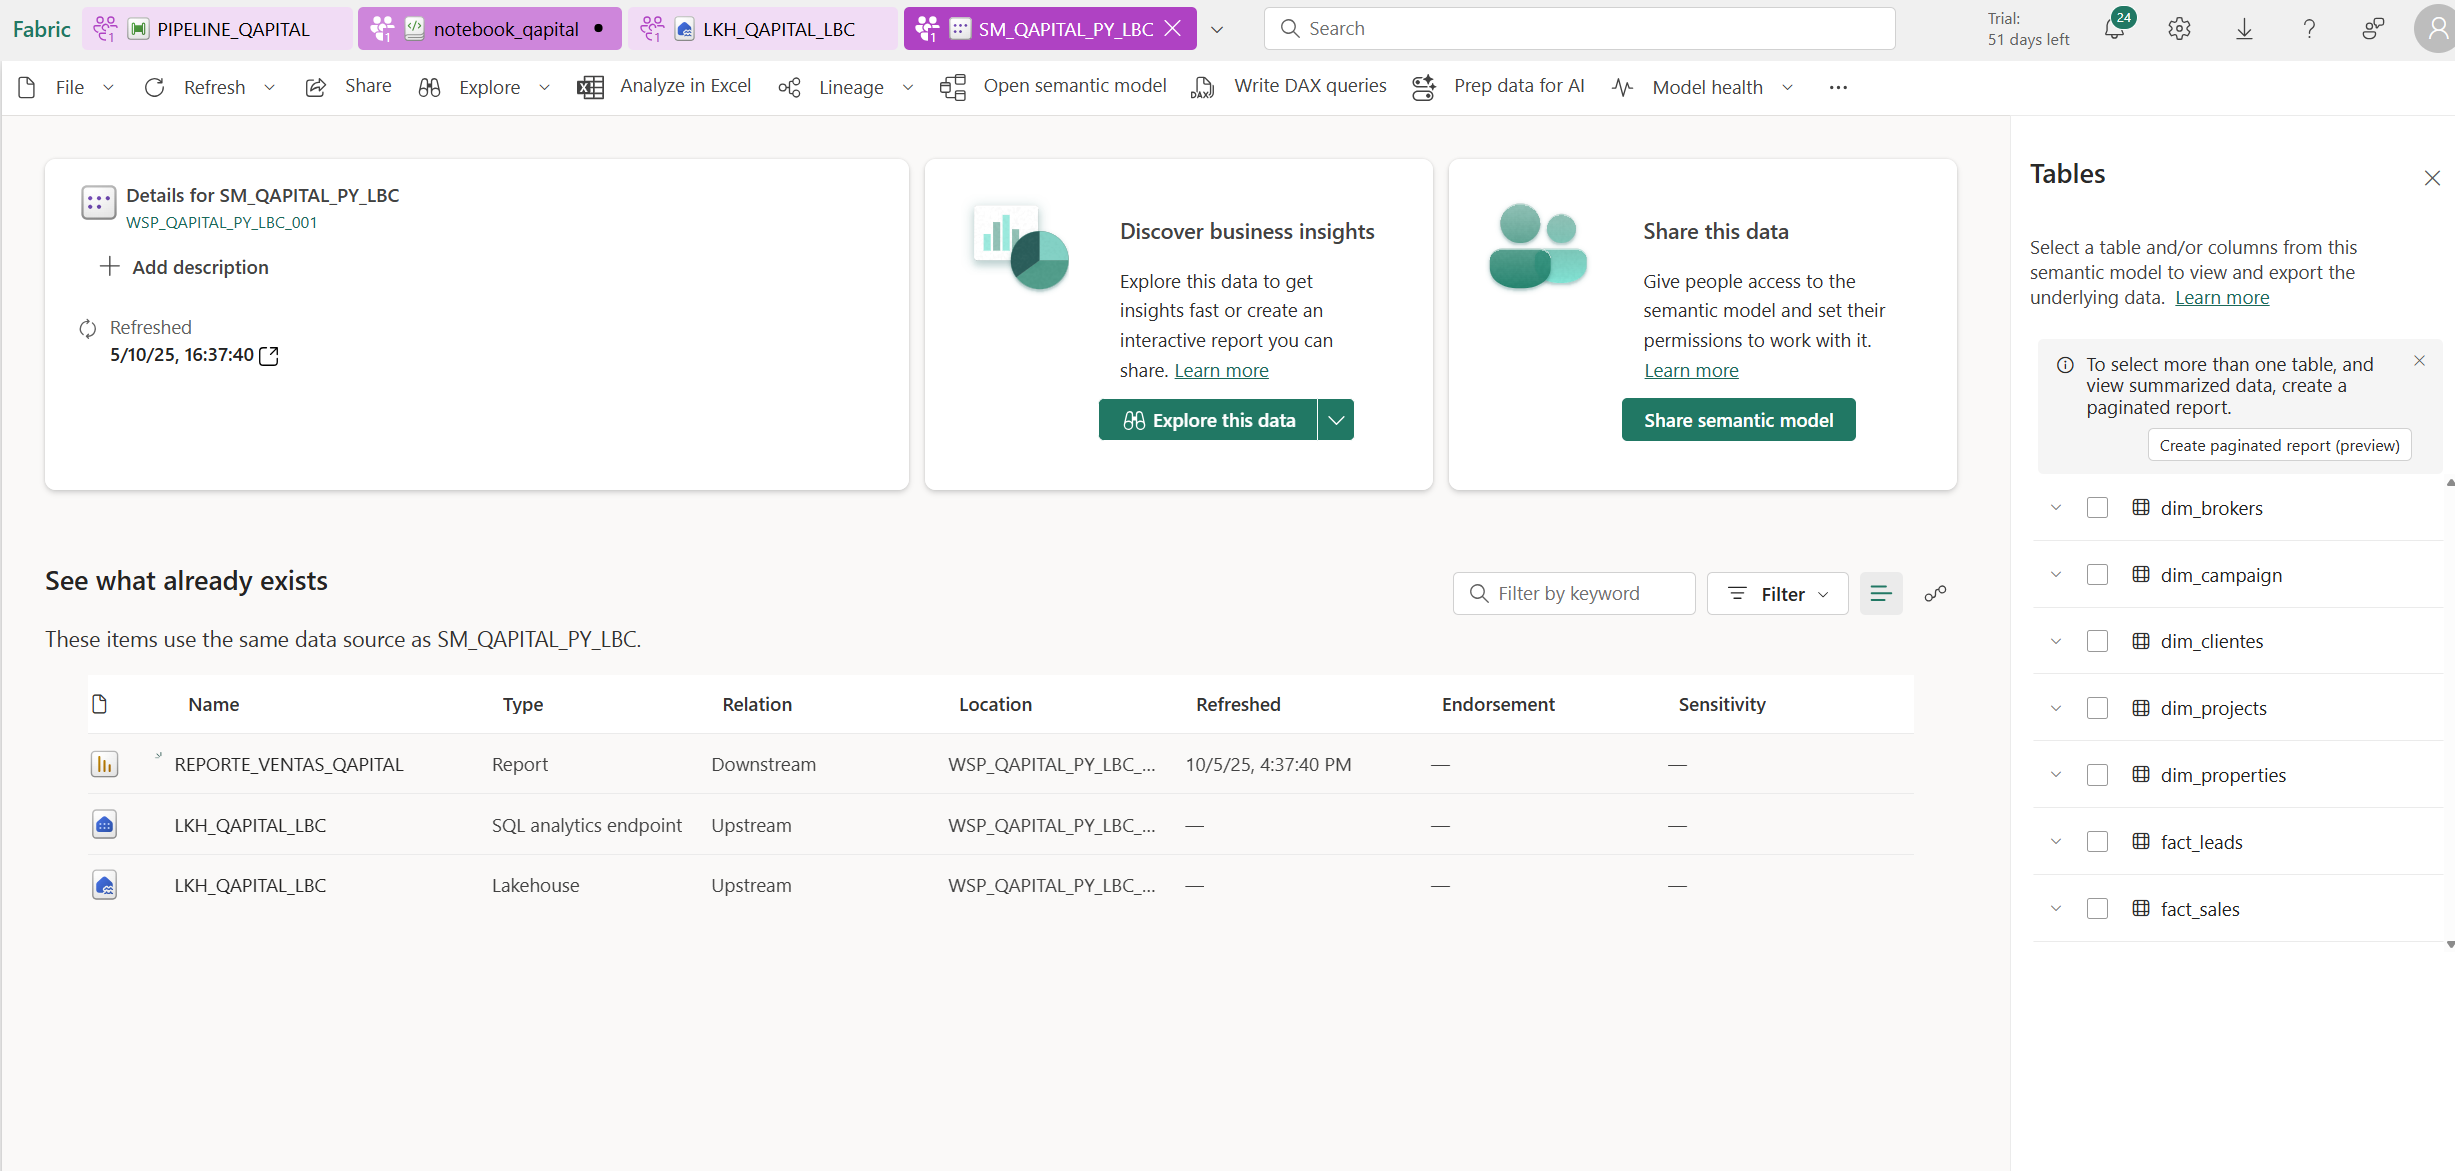 Fabric
1 PIPELINE_QAPITAL
1 notebook_qapital
1 LKH_QAPITAL_LBC
1 SM_QAPITAL_PY_LBC
Search
Trial:
51 days left
24
File
Refresh
Share
Explore
Analyze in Excel
Lineage
Open semantic model
DAX Write DAX queries
Prep data for AI
Model health
...
Details for SM_QAPITAL_PY_LBC
WSP_QAPITAL_PY_LBC_001
Add description
Refreshed
5/10/25, 16:37:40
Discover business insights
Explore this data to get
insights fast or create an
interactive report you can
share. Learn more
Explore this data
Share this data
Give people access to the
semantic model and set their
permissions to work with it.
Learn more
Share semantic model
See what already exists
Filter by keyword
Filter
These items use the same data source as SM_QAPITAL_PY_LBC.
Name Type Relation Location Refreshed Endorsement Sensitivity
REPORTE_VENTAS_QAPITAL Report Downstream WSP_QAPITAL_PY_LBC_... 10/5/25, 4:37:40 PM — —
LKH_QAPITAL_LBC SQL analytics endpoint Upstream WSP_QAPITAL_PY_LBC_... — — —
LKH_QAPITAL_LBC Lakehouse Upstream WSP_QAPITAL_PY_LBC_... — — —
Tables
Select a table and/or columns from this
semantic model to view and export the
underlying data. Learn more
To select more than one table, and
view summarized data, create a
paginated report.
Create paginated report (preview)
dim_brokers
dim_campaign
dim_clientes
dim_projects
dim_properties
fact_leads
fact_sales